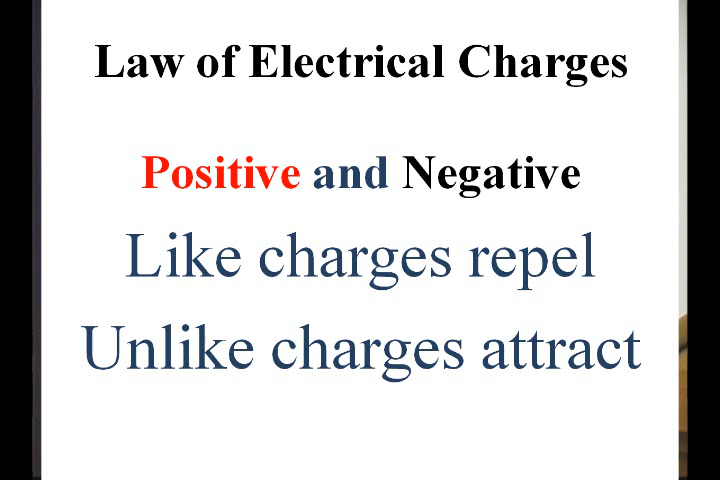 Law of Electrical Charges
Positive and Negative
Like charges repel
Unlike charges attract